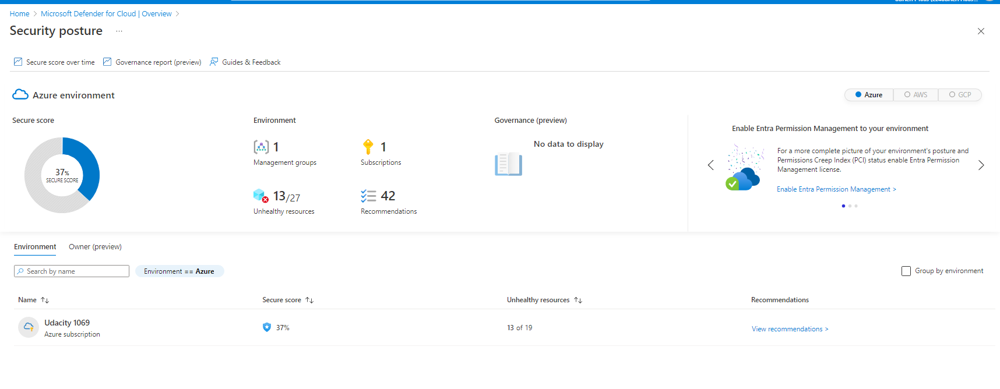 Home > Microsoft Defender for Cloud | Overview >
Security posture ...
Secure score over time Governance report (preview) Guides & Feedback
Azure environment
Azure AWS GCP
Secure score
37%
SECURE SCORE
Environment
1
Management groups
1
Subscriptions
13/27
Unhealthy resources
42
Recommendations
Governance (preview)
No data to display
Enable Entra Permission Management to your environment
For a more complete picture of your environment's posture and
Permissions Creep Index (PCI) status enable Entra Permission
Management license.
Enable Entra Permission Management >
Environment Owner (preview)
Search by name Environment == Azure Group by environment
Name Secure score Unhealthy resources Recommendations
Udacity 1069
Azure subscription
37% 13 of 19 View recommendations >